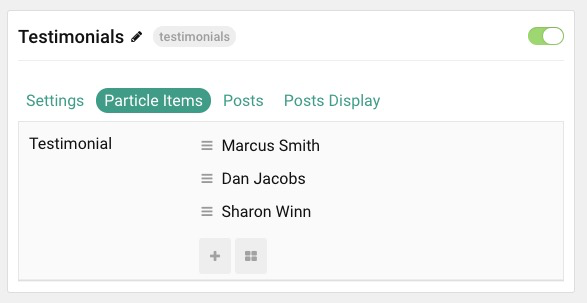 Testimonials testimonials
Settings Particle Items Posts Posts Display
Testimonial Marcus Smith
Dan Jacobs
Sharon Winn